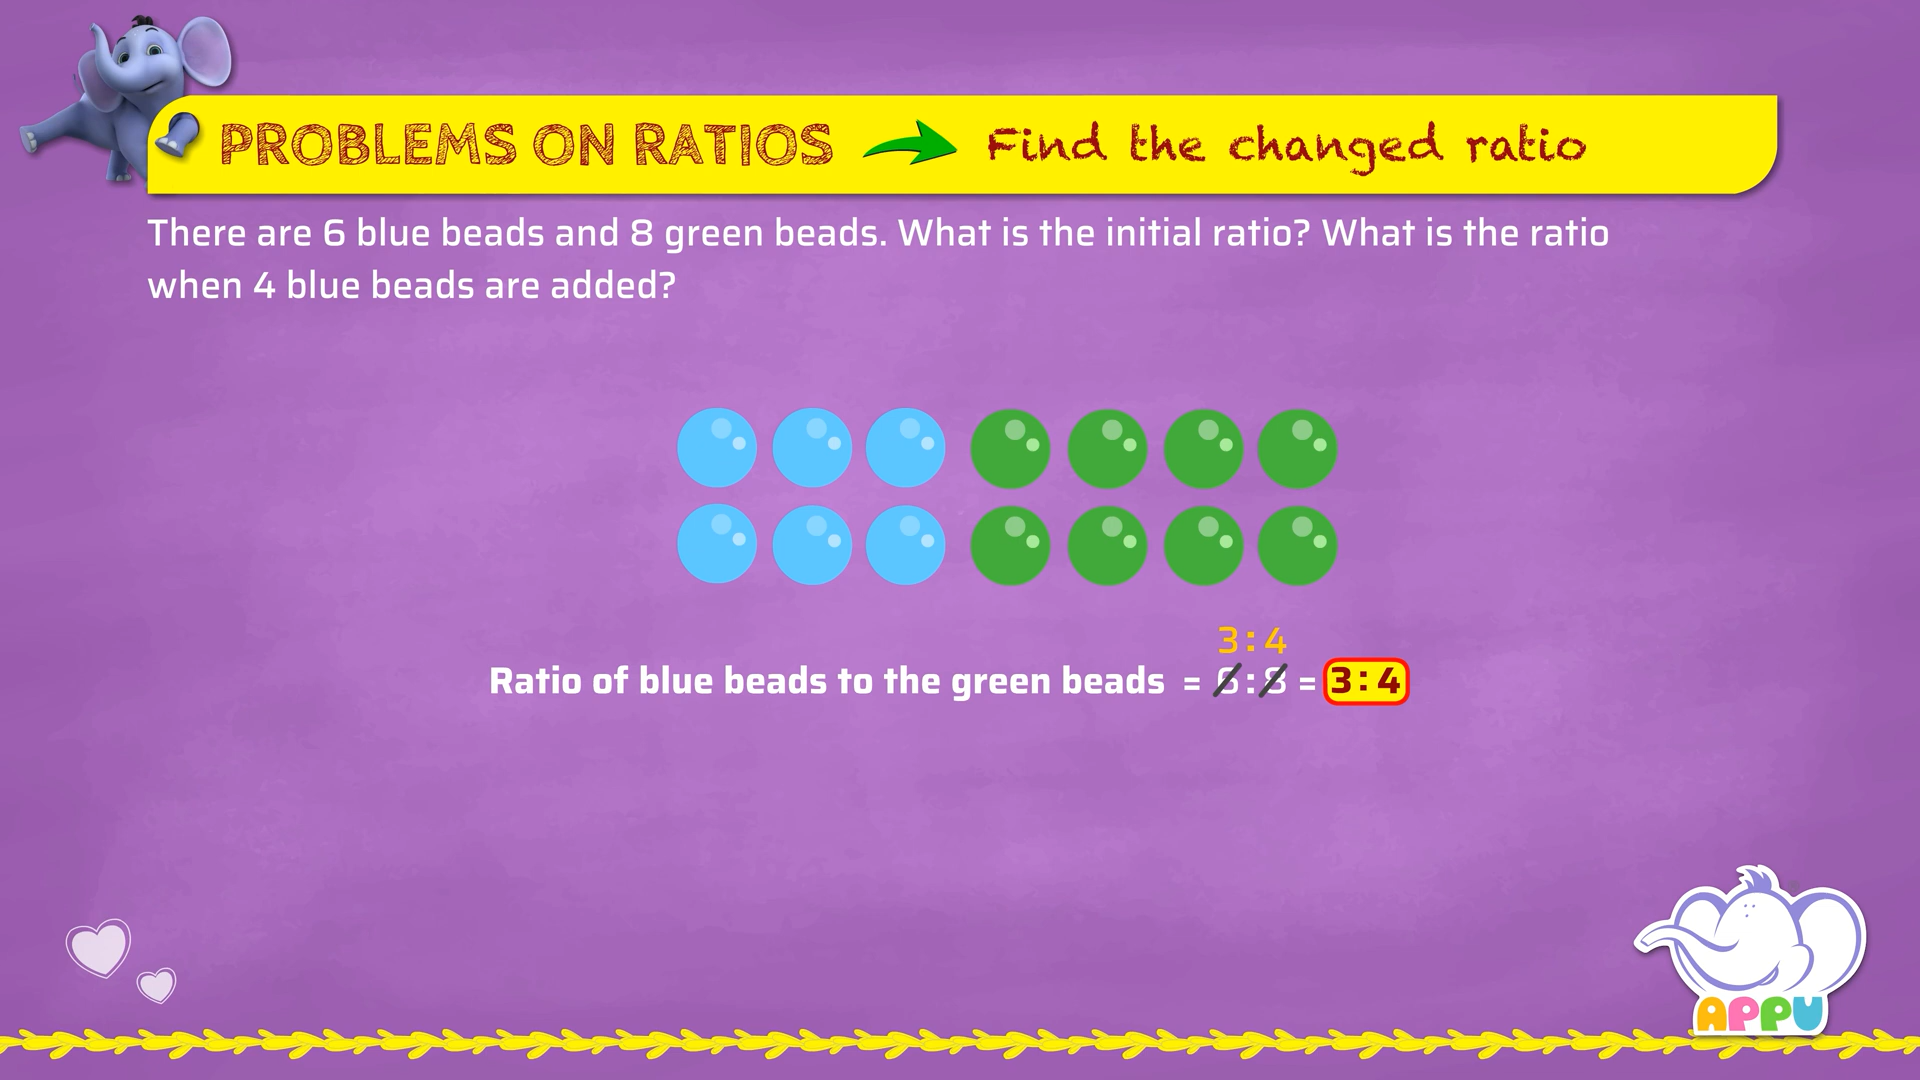 PROBLEMS ON RATIOS Find the changed ratio
There are 6 blue beads and 8 green beads. What is the initial ratio? What is the ratio
when 4 blue beads are added?
3:4
Ratio of blue beads to the green beads = 6:8 = 3:4
APPU